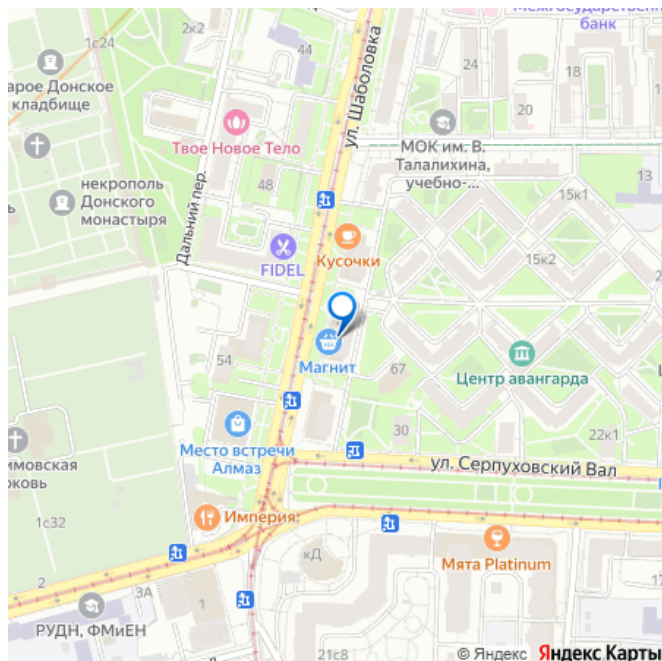 Межгосударственн
банк
1с24
2к2
44
ул. Шаболовка
24
18
20
арое Донское
кладбище
Твое Новое Тело
МОК им. В.
Талалихина,
учебно-...
13
некрополь
Донского
монастыря
Дальний пер.
48
15к1
FIDEL
Кусочки
15к2
Магнит
54
67
Центр авангарда
Место встречи
Алмаз
30
22к1
ул. Серпуховский Вал
имовская
рковь
1с32
Империя
кД
Мята Platinum
2
3А
1
17
РУДН, ФМиЕН
21с8
© Яндекс Яндекс Карты